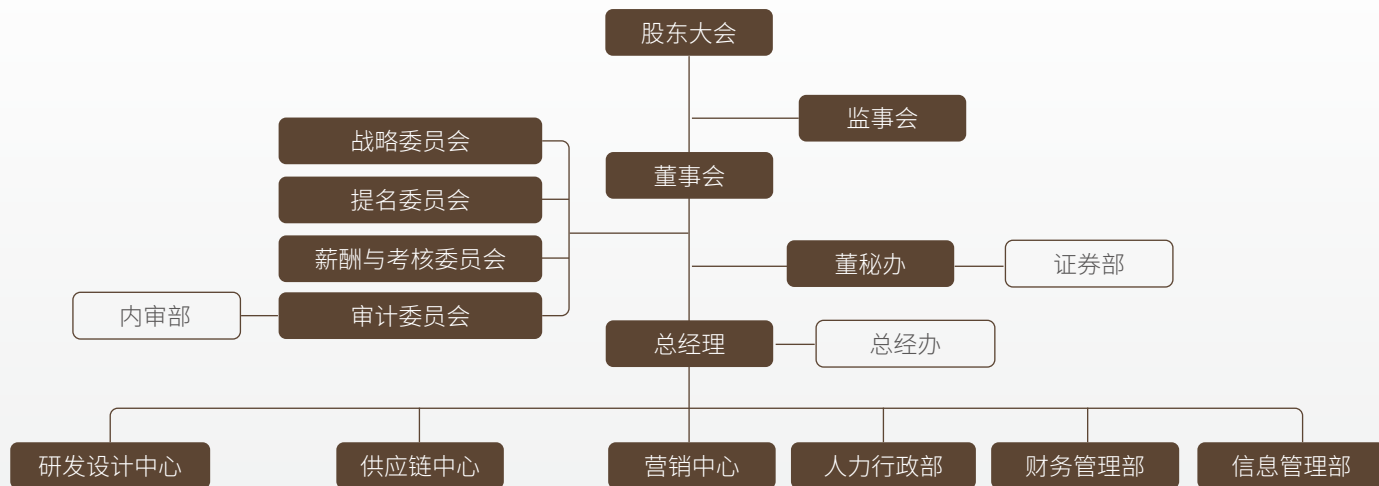 股东大会
监事会
战略委员会
董事会
提名委员会
薪酬与考核委员会
董秘办
证券部
内审部
审计委员会
总经理
总经办
研发设计中心
供应链中心
营销中心
人力行政部
财务管理部
信息管理部